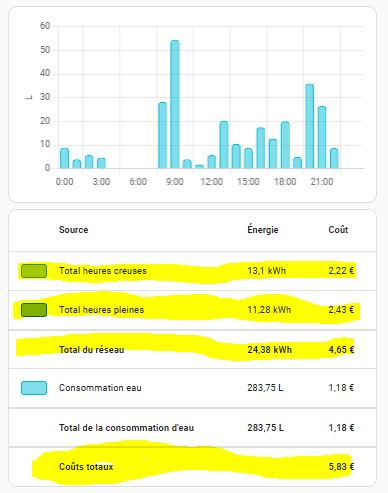 60
50
40
30
20
10
0
L
0:00 3:00 6:00 9:00 12:00 15:00 18:00 21:00
Source Énergie Coût
Total heures creuses 13,1 kWh 2,22 €
Total heures pleines 11,28 kWh 2,43 €
Total du réseau 24,38 kWh 4,65 €
Consommation eau 283,75 L 1,18 €
Total de la consommation d'eau 283,75 L 1,18 €
Coûts totaux 5,83 €